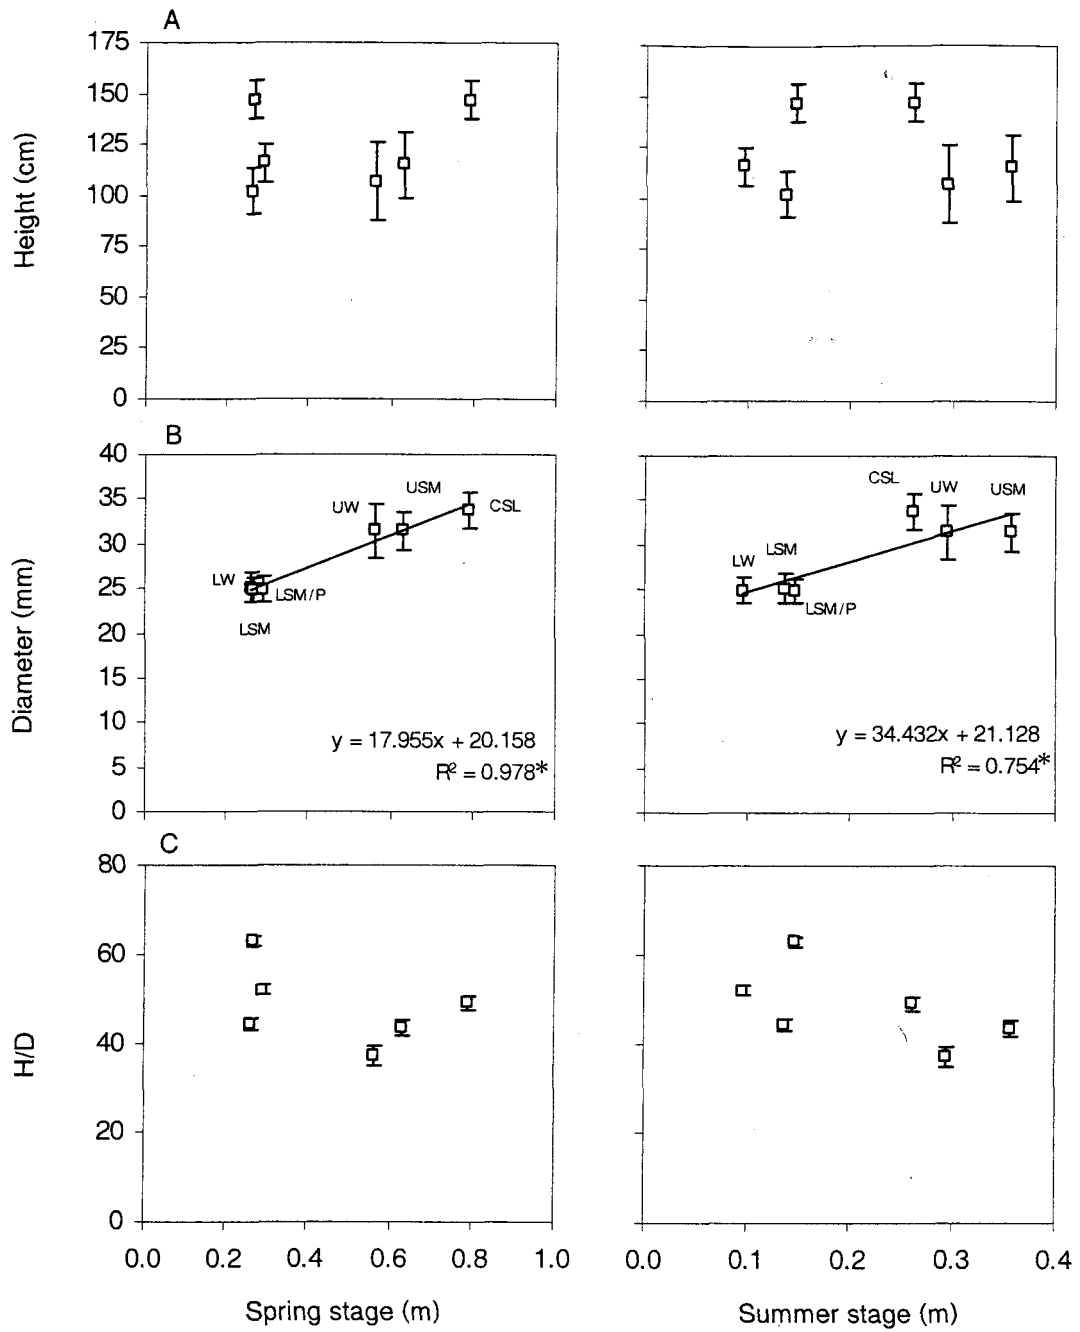 A
175
150
125
100
75
50
25
0
Height (cm)
B
40
35
30
25
20
15
10
5
0
Diameter (mm)
LW
LSM
LSM/P
UW
USM
CSL
y = 17.955x + 20.158
R² = 0.978*
LW
LSM
LSM/P
CSL
UW
USM
y = 34.432x + 21.128
R² = 0.754*
C
80
60
40
20
0
H/D
0.0 0.2 0.4 0.6 0.8 1.0
Spring stage (m)
0.0 0.1 0.2 0.3 0.4
Summer stage (m)